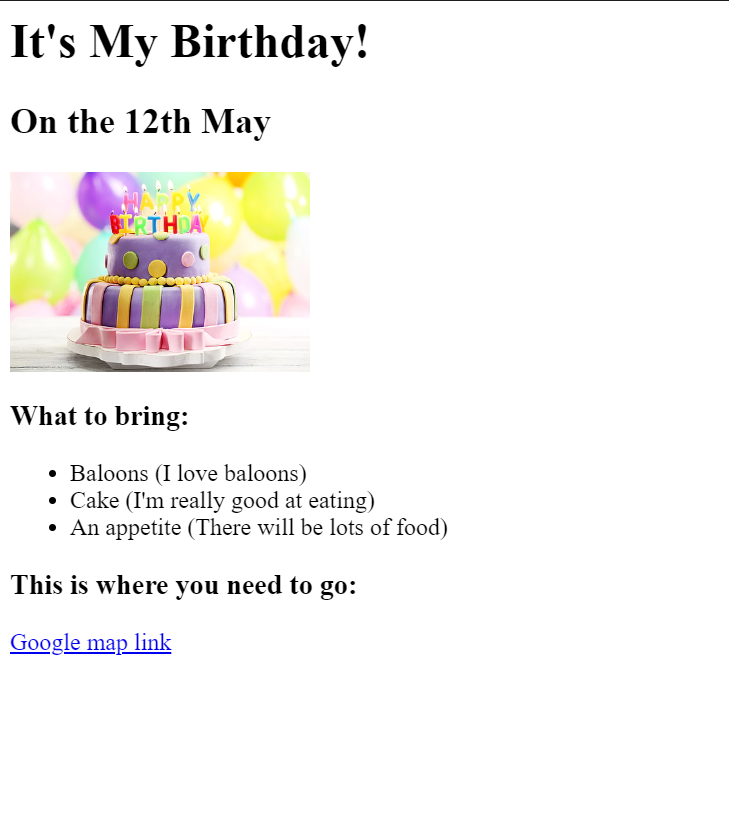 It's My Birthday!
On the 12th May
HAPPY
BIRTHDAY
What to bring:
Baloons (I love baloons)
Cake (I'm really good at eating)
An appetite (There will be lots of food)
This is where you need to go:
Google map link